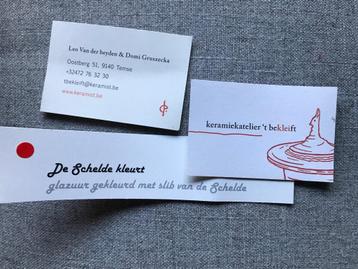 Leo Van der heyden & Domi Gruszecka
Oostberg 51, 9140 Temse
+32472 76 32 30
tbekleift@keramist.be
www.keramist.be
keramiekatelier 't bekleift
De Schelde kleurt
glazuur gekleurd met slib van de Schelde